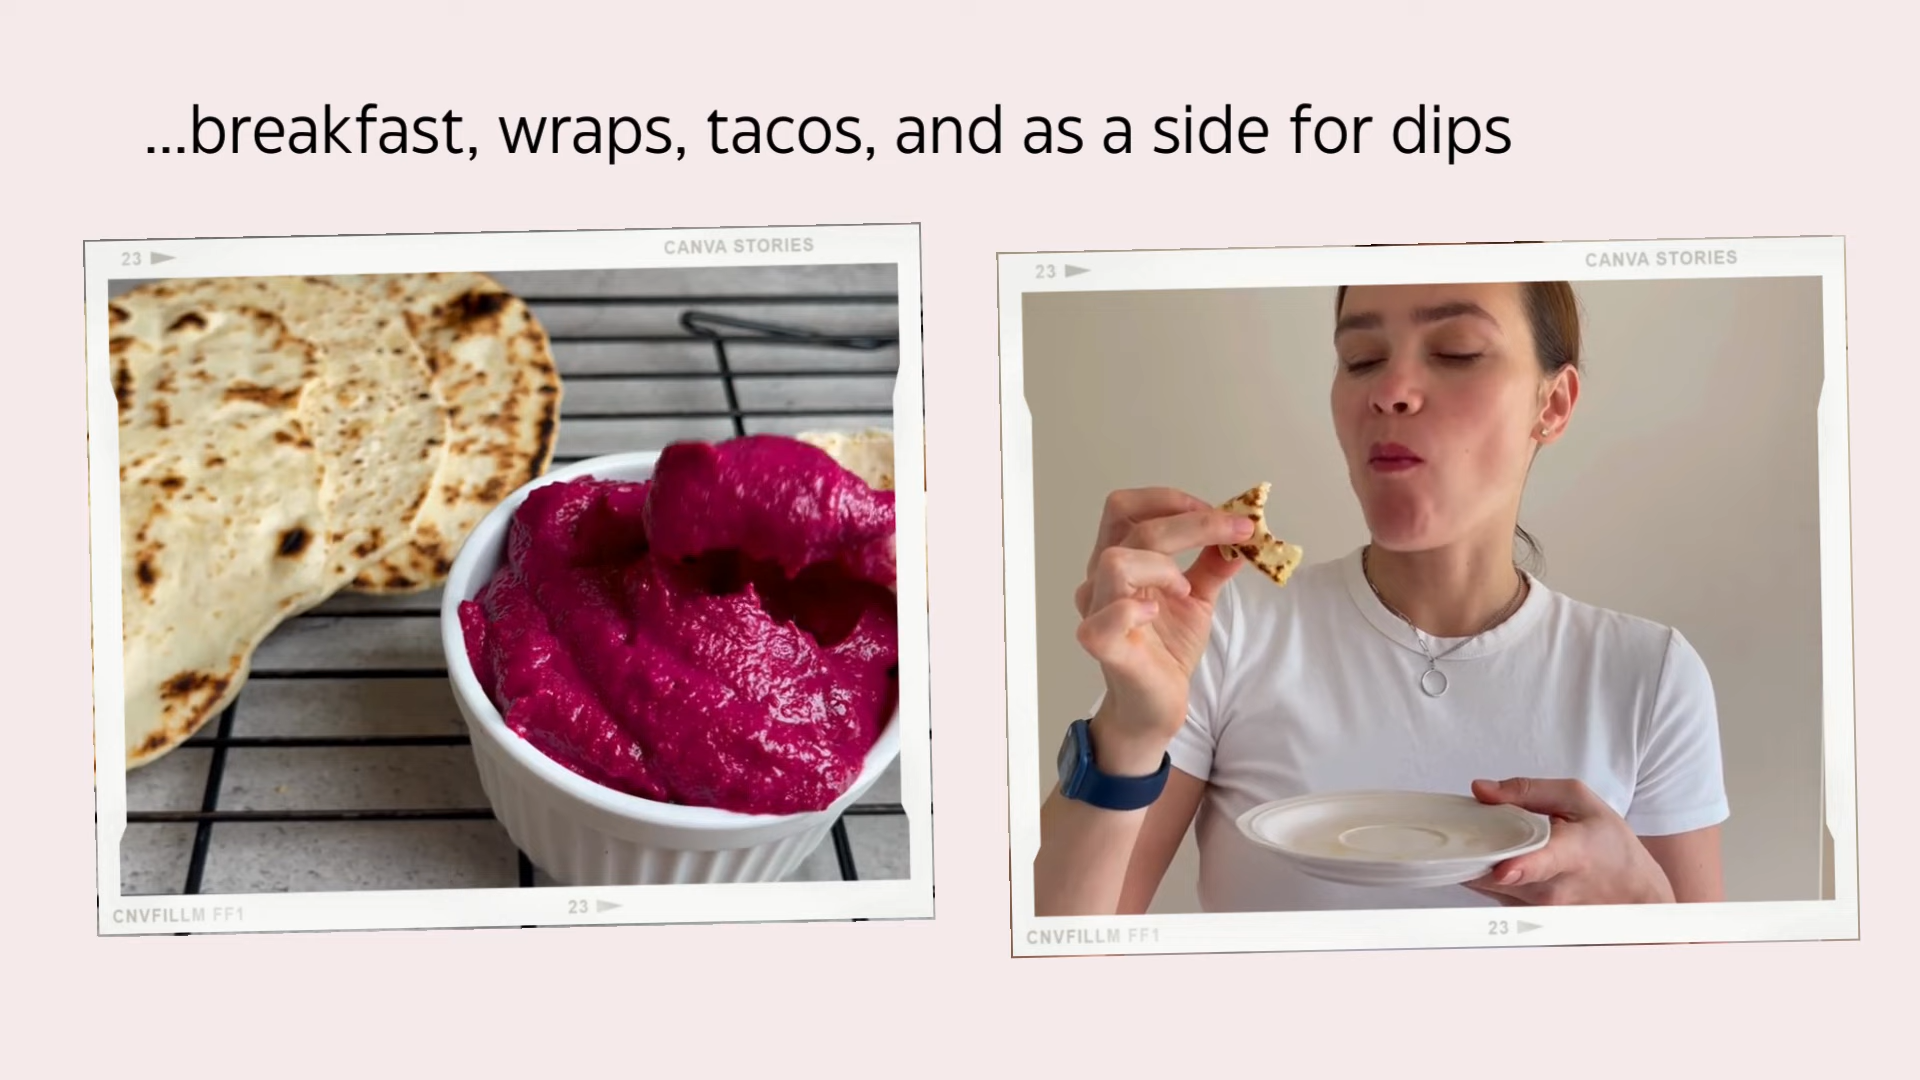 ...breakfast, wraps, tacos, and as a side for dips
23
CANVA STORIES
23
CANVA STORIES
CNVFILLM FF1
23
CNVFILLM FF1
23